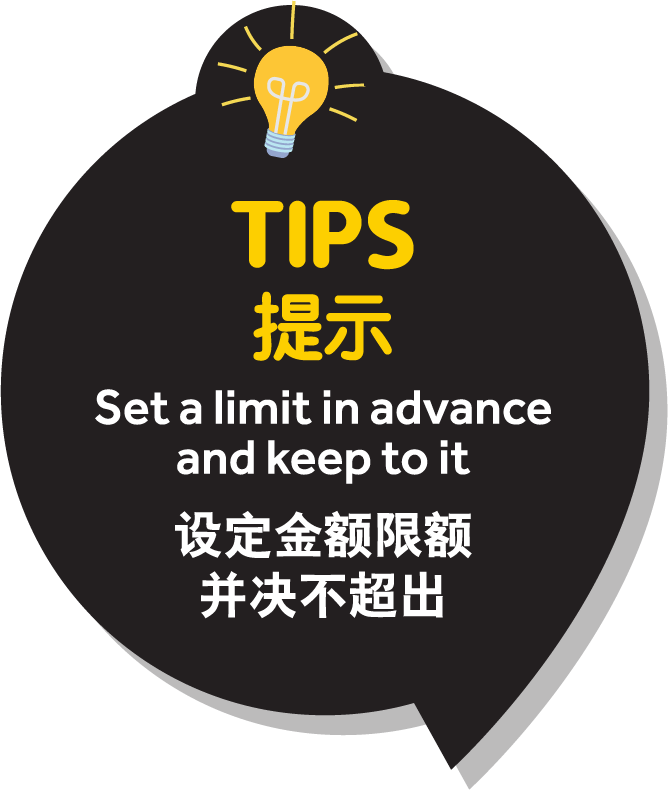 TIPS
提示
Set a limit in advance
and keep to it
设定金额限额
并决不超出